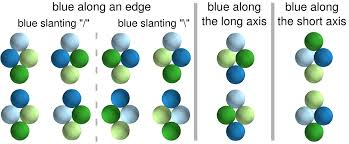 blue along an edge
blue slanting "/"
blue slanting "\"
blue along
the long axis
blue along
the short axis